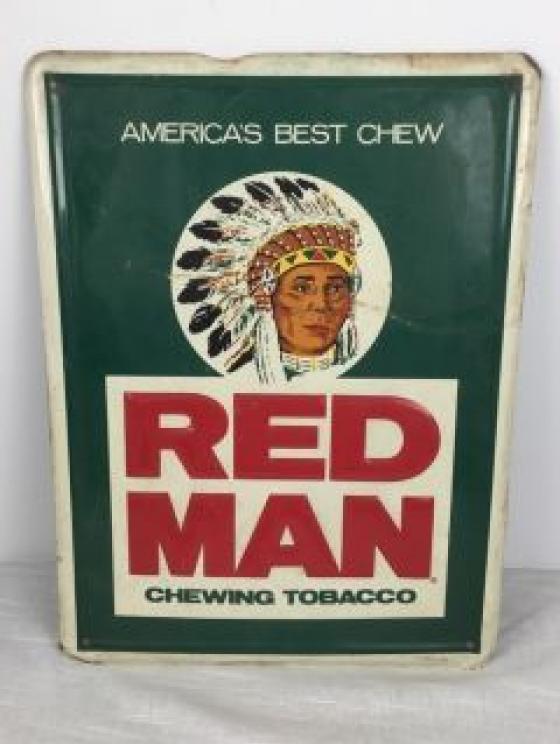 AMERICA'S BEST CHEW
RED
MAN
CHEWING TOBACCO